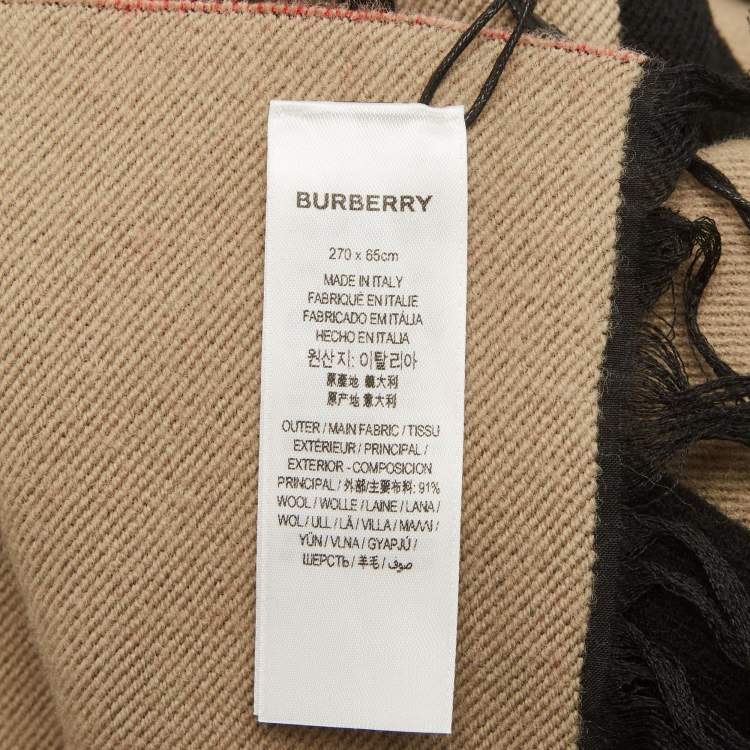 BURBERRY
270 x 65cm
MADE IN ITALY
FABRIQUÉ EN ITALIE
FABRICADO EM ITÁLIA
HECHO EN ITALIA
원산지: 이탈리아
原產地 義大利
原产地 意大利
OUTER / MAIN FABRIC / TISSU
EXTÉRIEUR / PRINCIPAL /
EXTERIOR - COMPOSICION
PRINCIPAL / 外部/主要布料: 91%
WOOL / WOLLE / LAINE / LANA /
WOL / ULL / LÃ / VILLA / ΜΑΛΛΙ /
YÜN / VLNA / GYAPJÚ /
ШЕРСТЬ / 羊毛 / صوف